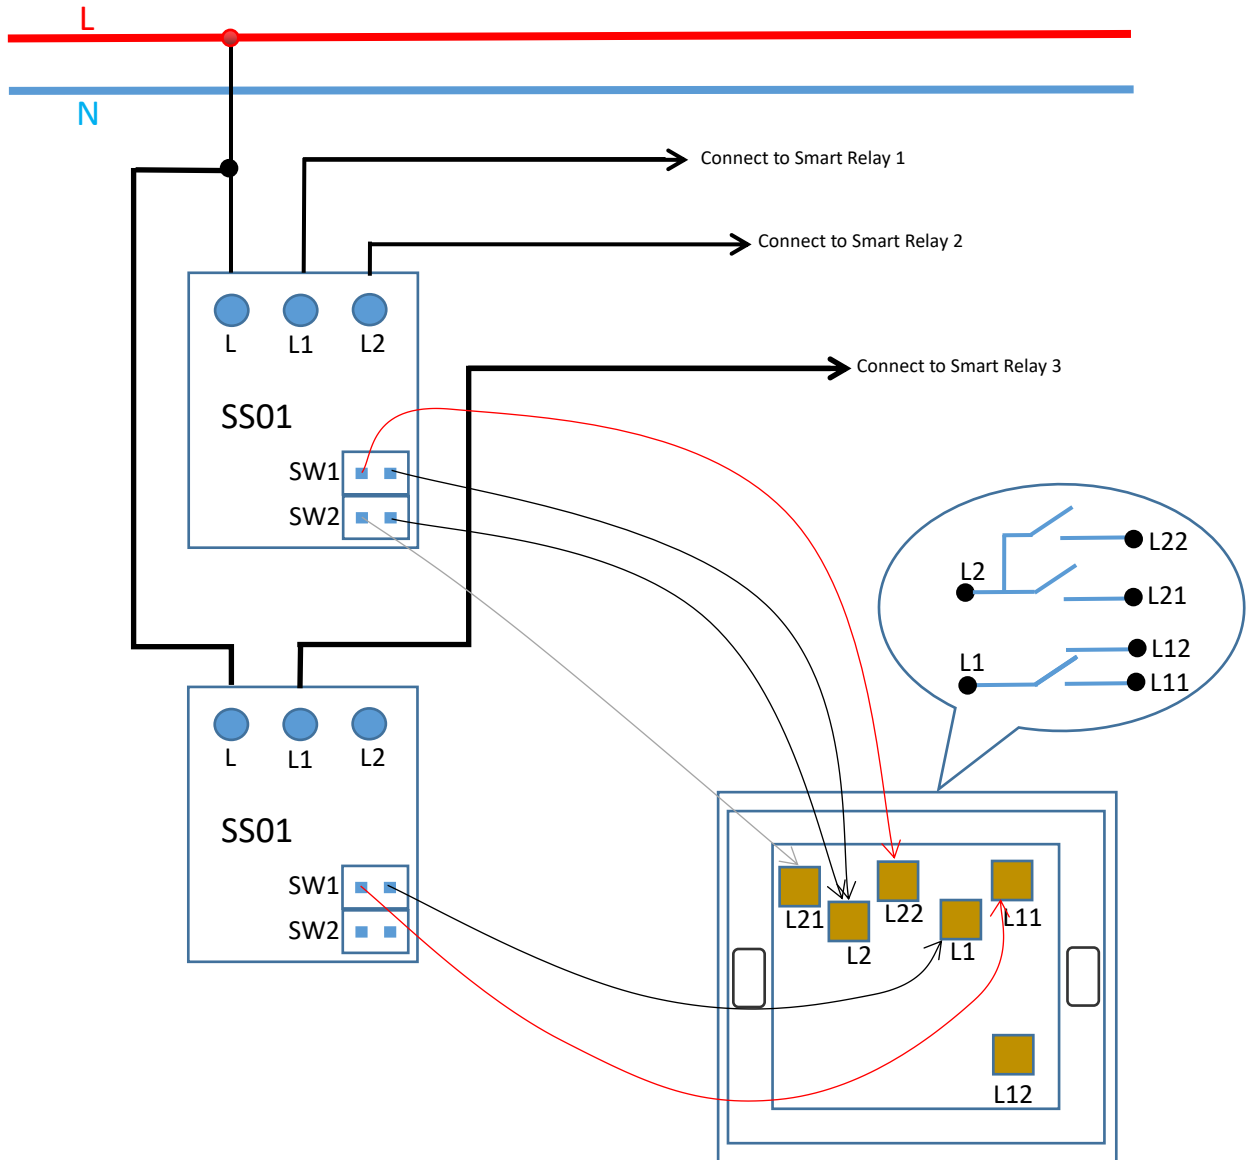 L
N
Connect to Smart Relay 1
Connect to Smart Relay 2
L L1 L2
Connect to Smart Relay 3
SS01
SW1
SW2
L22
L2
L21
L12
L1
L11
L L1 L2
SS01
SW1
SW2
L21 L22 L11
L2 L1
L12